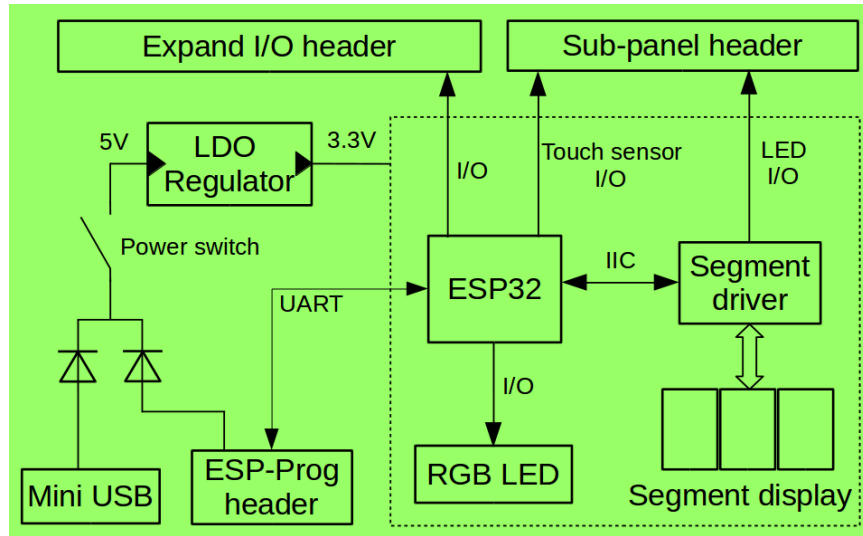 Expand I/O header
Sub-panel header
5V
LDO
Regulator
3.3V
I/O
Touch sensor
I/O
LED
I/O
Power switch
ESP32
IIC
Segment
driver
UART
I/O
Mini USB
ESP-Prog
header
RGB LED
Segment display